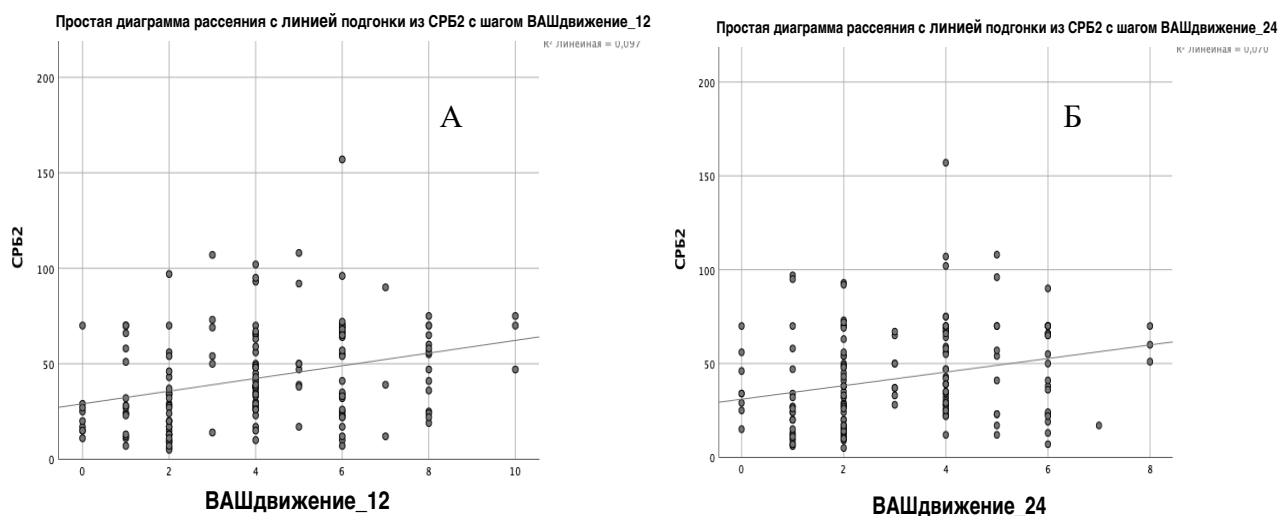 Простая диаграмма рассеяния с линией подгонки из СРБ2 с шагом ВАШдвижение_12
R² Линейная = 0,097
А
200
150
100
50
0
СРБ2
0 2 4 6 8 10
ВАШдвижение_12
Простая диаграмма рассеяния с линией подгонки из СРБ2 с шагом ВАШдвижение_24
R² Линейная = 0,070
Б
200
150
100
50
0
СРБ2
0 2 4 6 8
ВАШдвижение_24